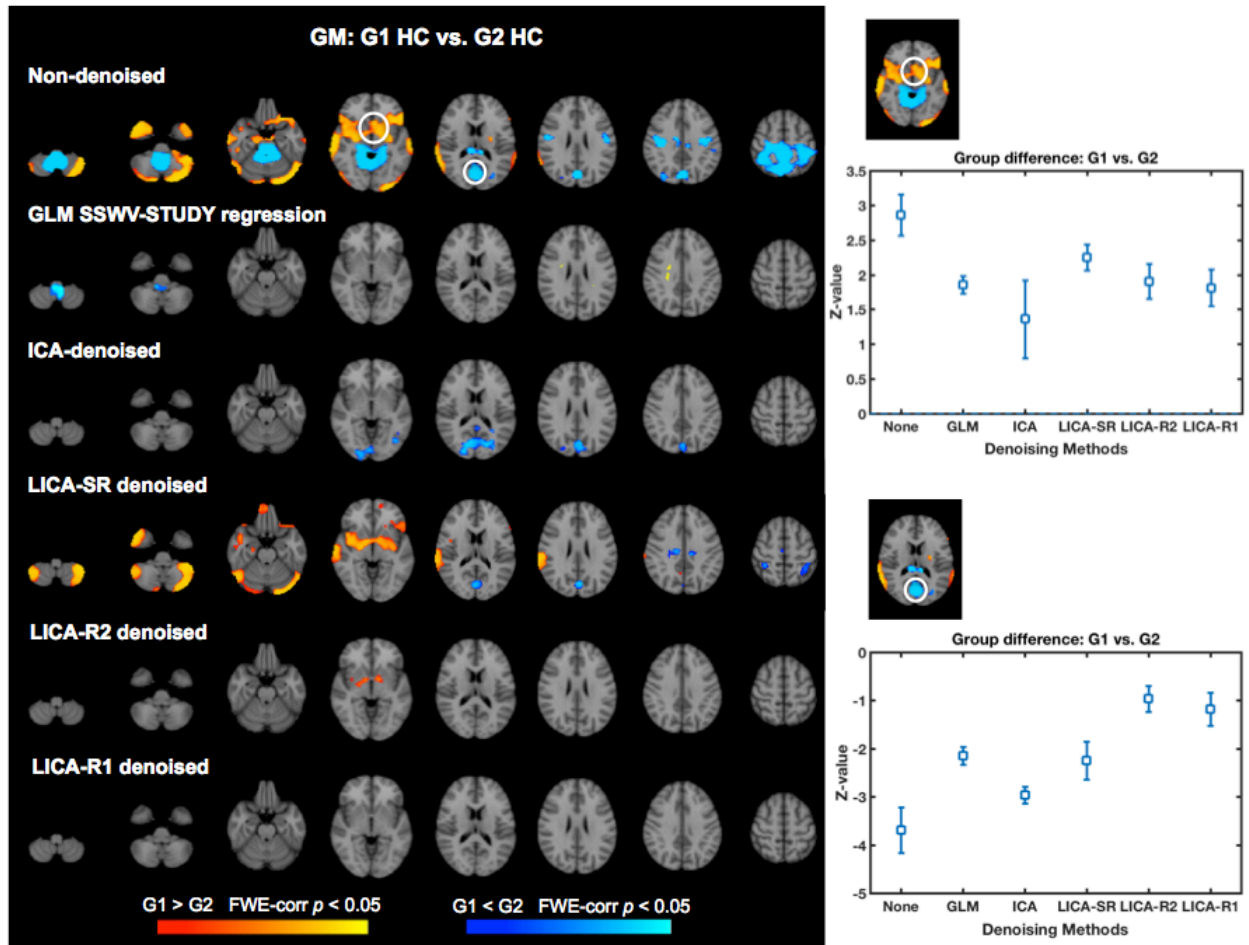 GM: G1 HC vs. G2 HC
Non-denoised
GLM SSWV-STUDY regression
ICA-denoised
LICA-SR denoised
LICA-R2 denoised
LICA-R1 denoised
G1 > G2 FWE-corr p < 0.05
G1 < G2 FWE-corr p < 0.05
Group difference: G1 vs. G2
Z-value
3.5
3
2.5
2
1.5
1
0.5
0
None GLM ICA LICA-SR LICA-R2 LICA-R1
Denoising Methods
Group difference: G1 vs. G2
Z-value
0
-1
-2
-3
-4
-5
None GLM ICA LICA-SR LICA-R2 LICA-R1
Denoising Methods